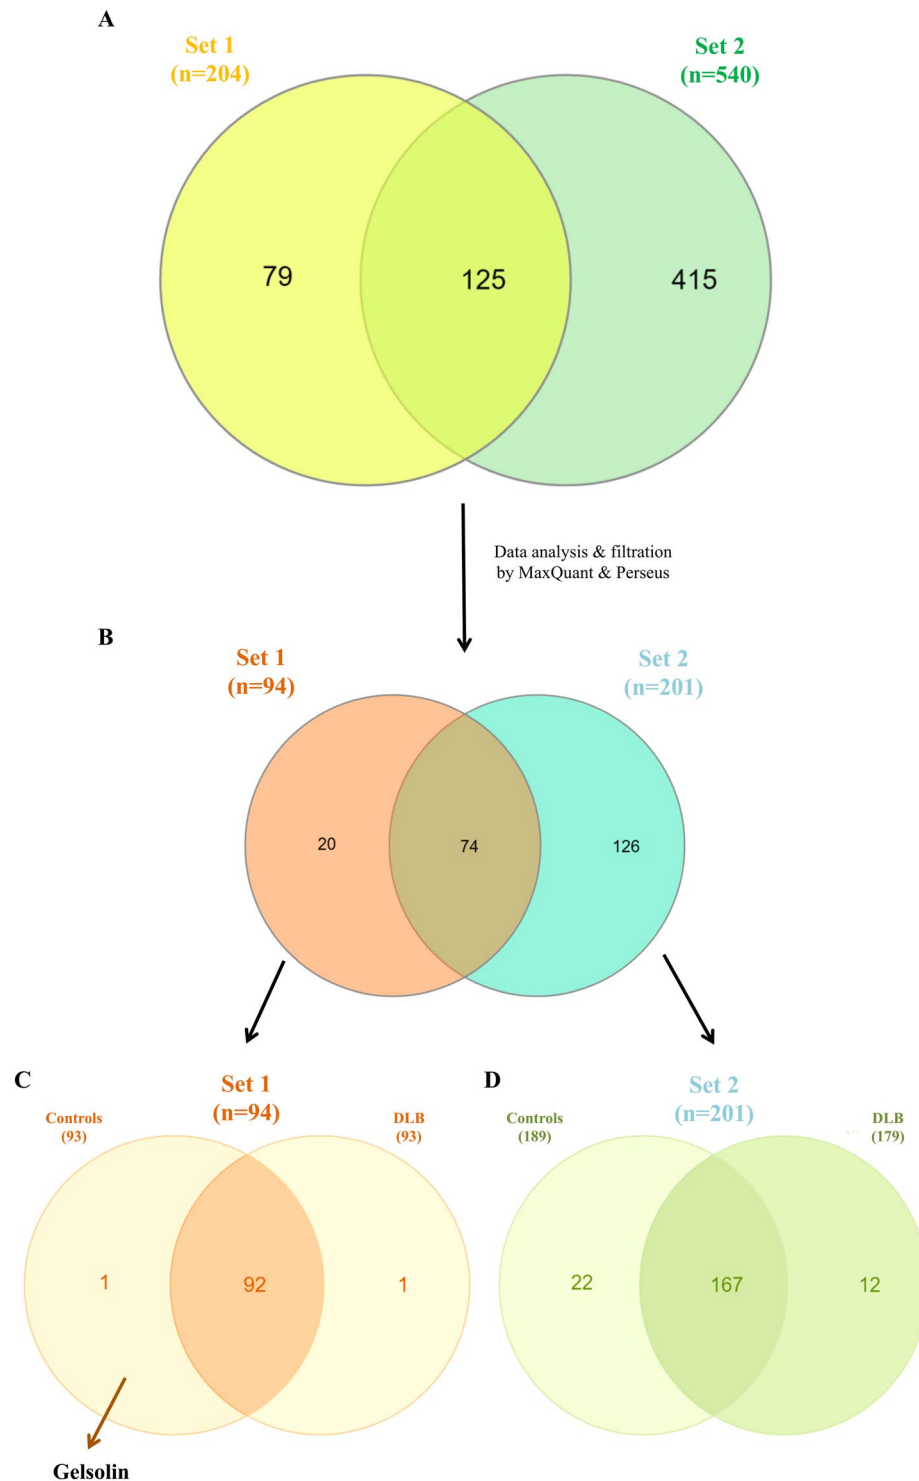 A
Set 1
(n=204)
Set 2
(n=540)
79
125
415
Data analysis & filtration
by MaxQuant & Perseus
B
Set 1
(n=94)
Set 2
(n=201)
20
74
126
C
Set 1
(n=94)
Controls
(93)
DLB
(93)
1
92
1
Gelsolin
D
Set 2
(n=201)
Controls
(189)
DLB
(179)
22
167
12